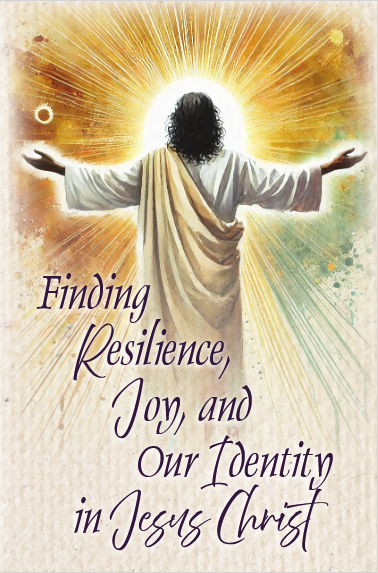 Finding
Resilience,
Joy, and
Our Identity
in Jesus Christ